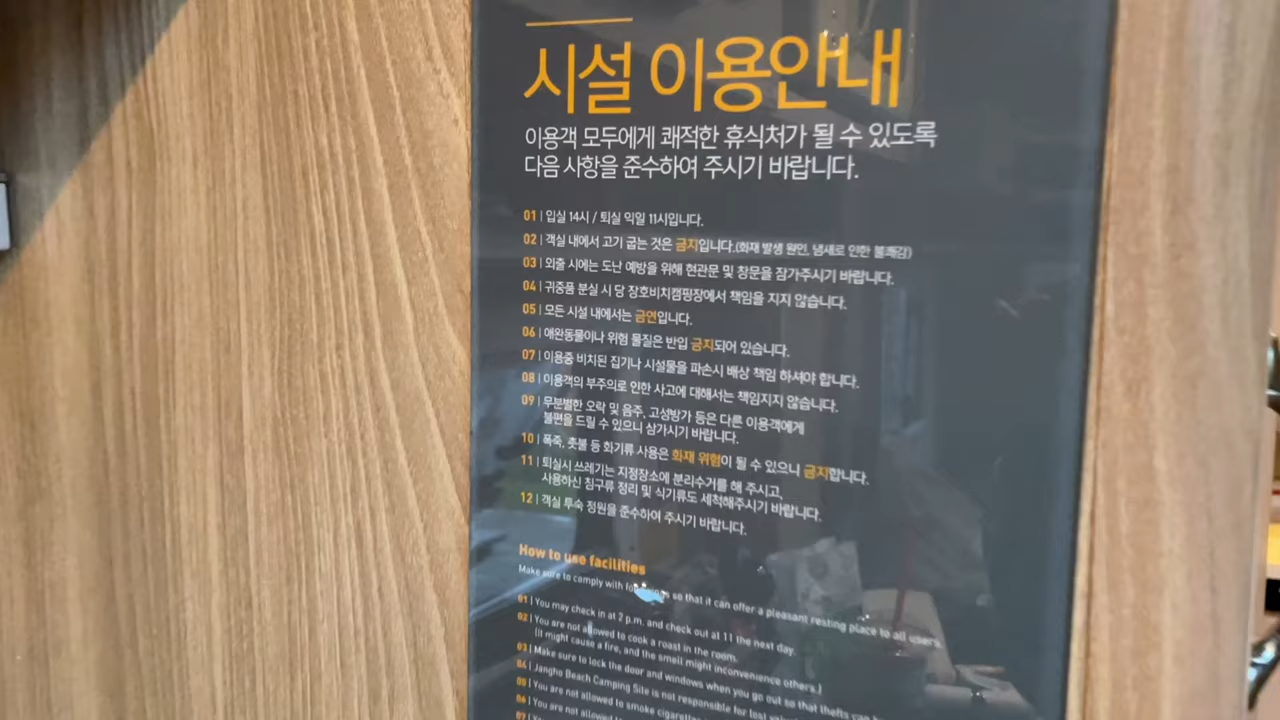 시설 이용안내
이용객 모두에게 쾌적한 휴식처가 될 수 있도록
다음 사항을 준수하여 주시기 바랍니다.
01 | 입실 14시 / 퇴실 익일 11시입니다.
02 | 객실 내에서 고기 굽는 것은 금지입니다.(화재 발생 원인, 냄새로 인한 불쾌감)
03 | 외출 시에는 도난 예방을 위해 현관문 및 창문을 잠가주시기 바랍니다.
04 | 귀중품 분실 시 당 장호비치캠핑장에서 책임을 지지 않습니다.
05 | 모든 시설 내에서는 금연입니다.
06 | 애완동물이나 위험 물질은 반입 금지되어 있습니다.
07 | 이용중 비치된 집기나 시설물을 파손시 배상 책임 하셔야 합니다.
08 | 이용객의 부주의로 인한 사고에 대해서는 책임지지 않습니다.
09 | 무분별한 오락 및 음주, 고성방가 등은 다른 이용객에게
불편을 드릴 수 있으니 삼가시기 바랍니다.
10 | 폭죽, 촛불 등 화기류 사용은 화재 위험이 될 수 있으니 금지합니다.
11 | 퇴실시 쓰레기는 지정장소에 분리수거를 해 주시고,
사용하신 침구류 정리 및 식기류도 세척해주시기 바랍니다.
12 | 객실 투숙 정원을 준수하여 주시기 바랍니다.
How to use facilities
Make sure to comply with so that it can offer a pleasant resting place to all users.
01 | You may check in at 2 p.m. and check out at 11 the next day.
02 | You are not allowed to cook a roast in the room.
(It might cause a fire, and the smell might inconvenience others.)
03 | Make sure to lock the door and windows when you go out so that thefts can
04 | Jangho Beach Camping Site is not responsible for lost
05 | You are not allowed to smoke
06 | You are not allowed
07